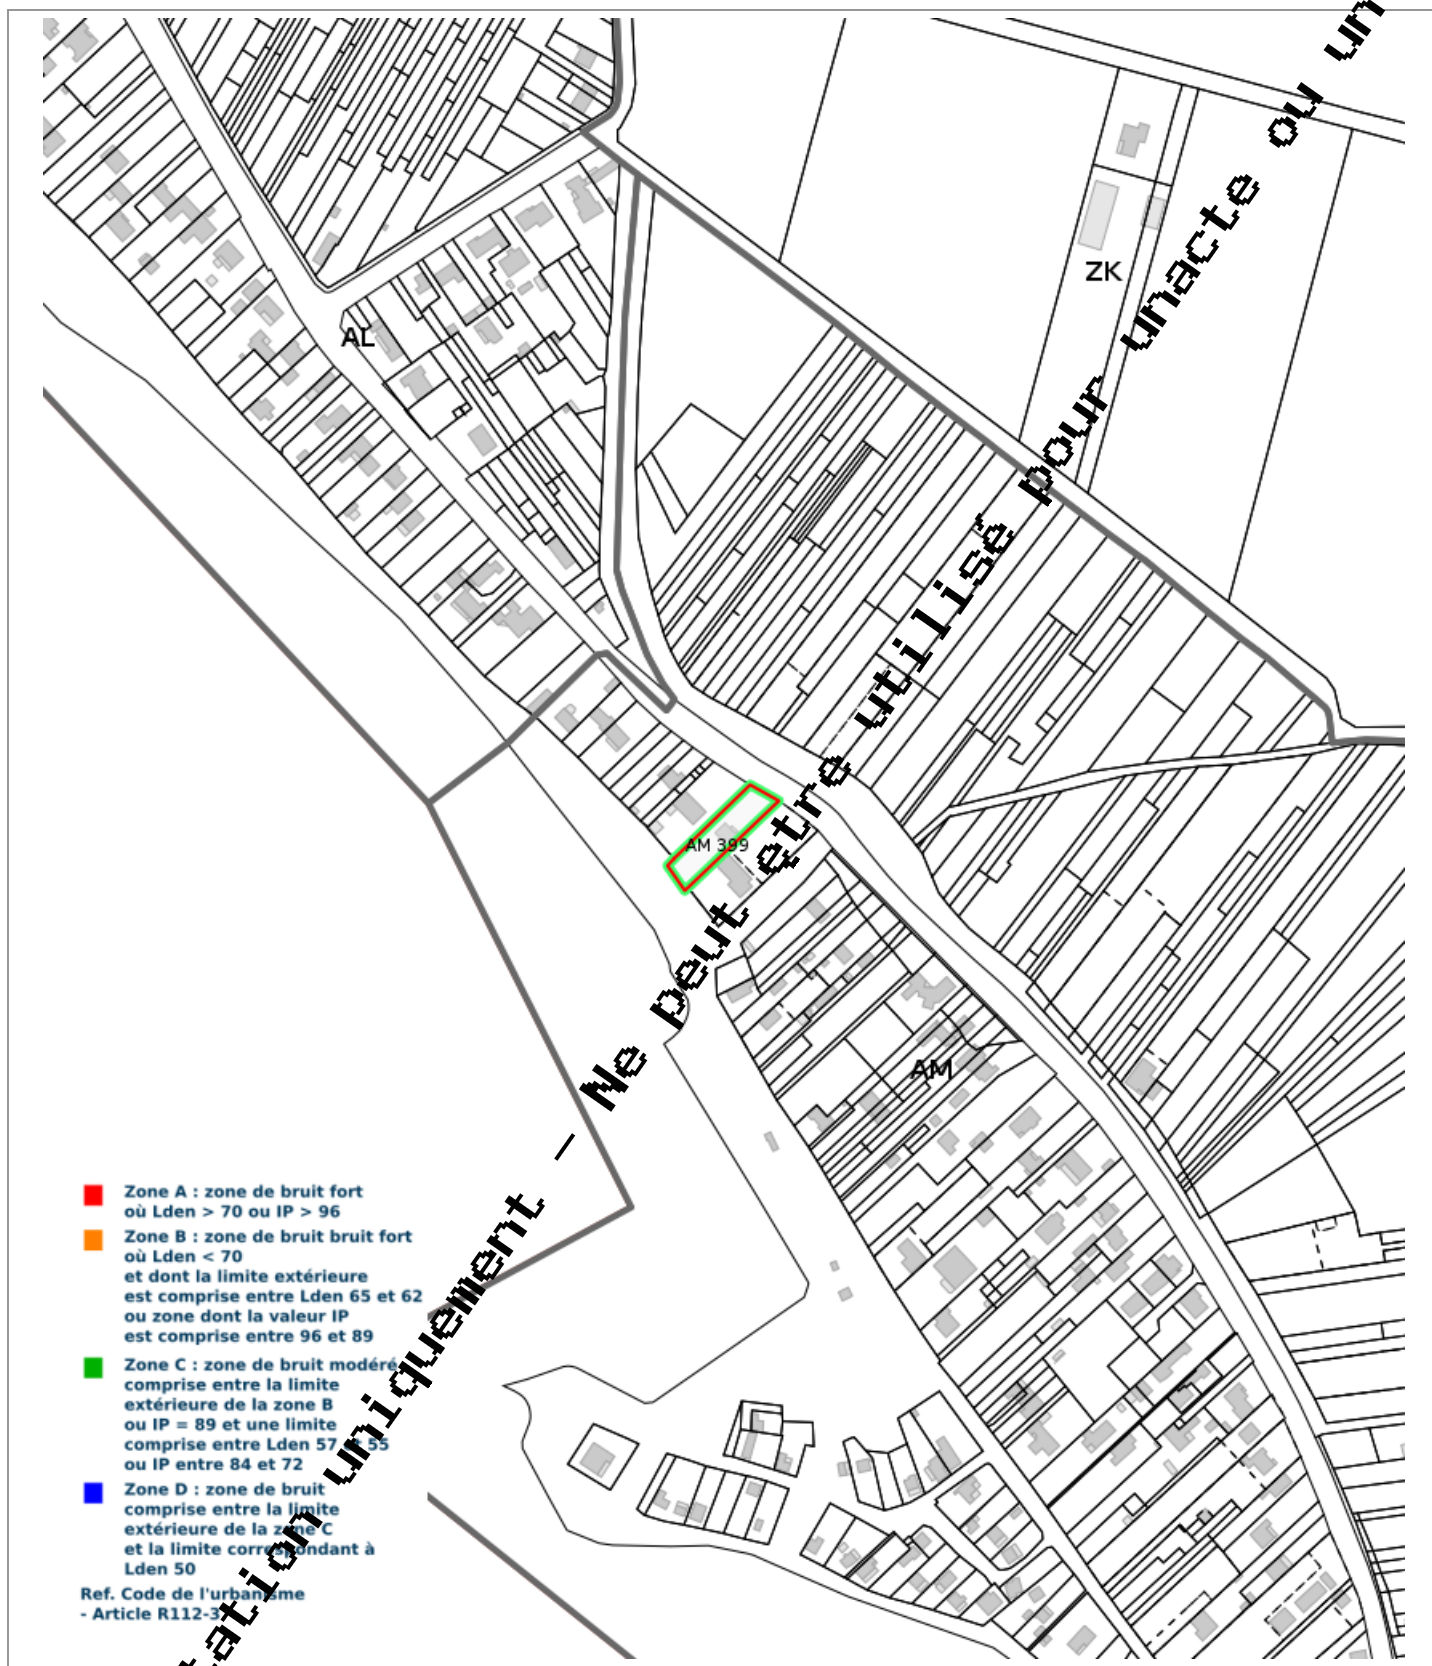 ZK
AL
AM 399
AM
Zone A : zone de bruit fort
où Lden > 70 ou IP > 96
Zone B : zone de bruit bruit fort
où Lden < 70
et dont la limite extérieure
est comprise entre Lden 65 et 62
ou zone dont la valeur IP
est comprise entre 96 et 89
Zone C : zone de bruit modéré
comprise entre la limite
extérieure de la zone B
ou IP = 89 et une limite
comprise entre Lden 57 et 55
ou IP entre 84 et 72
Zone D : zone de bruit
comprise entre la limite
extérieure de la zone C
et la limite correspondant à
Lden 50
Ref. Code de l'urbanisme
- Article R112-3
tation uniquement - Ne peut etre utilisé pour un acte ou un